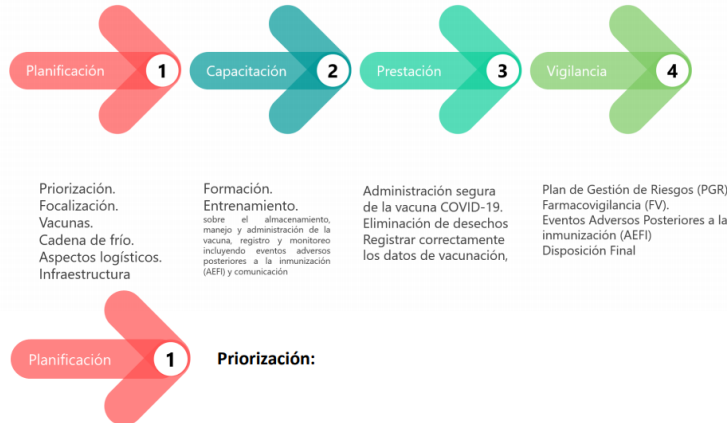 Planificación 1
Capacitación 2
Prestación 3
Vigilancia 4
Priorización.
Focalización.
Vacunas.
Cadena de frío.
Aspectos logísticos.
Infraestructura
Formación.
Entrenamiento.
sobre el almacenamiento,
manejo y administración de la
vacuna, registro y monitoreo
incluyendo eventos adversos
posteriores a la inmunización
(AEFI) y comunicación
Administración segura
de la vacuna COVID-19.
Eliminación de desechos
Registrar correctamente
los datos de vacunación,
Plan de Gestión de Riesgos (PGR)
Farmacovigilancia (FV).
Eventos Adversos Posteriores a la
inmunización (AEFI)
Disposición Final
Planificación 1
Priorización: